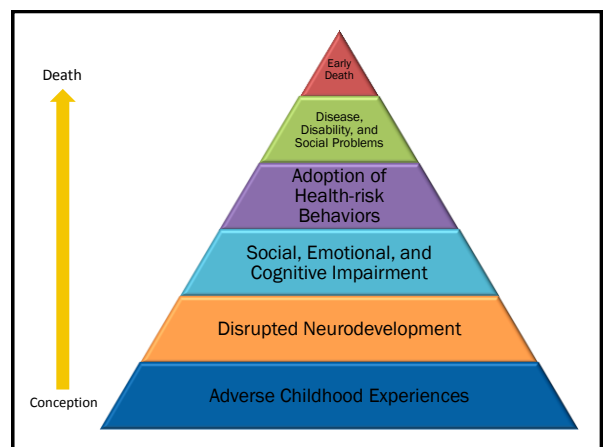 Death
Early
Death
Disease,
Disability, and
Social Problems
Adoption of
Health-risk
Behaviors
Social, Emotional, and
Cognitive Impairment
Disrupted Neurodevelopment
Adverse Childhood Experiences
Conception